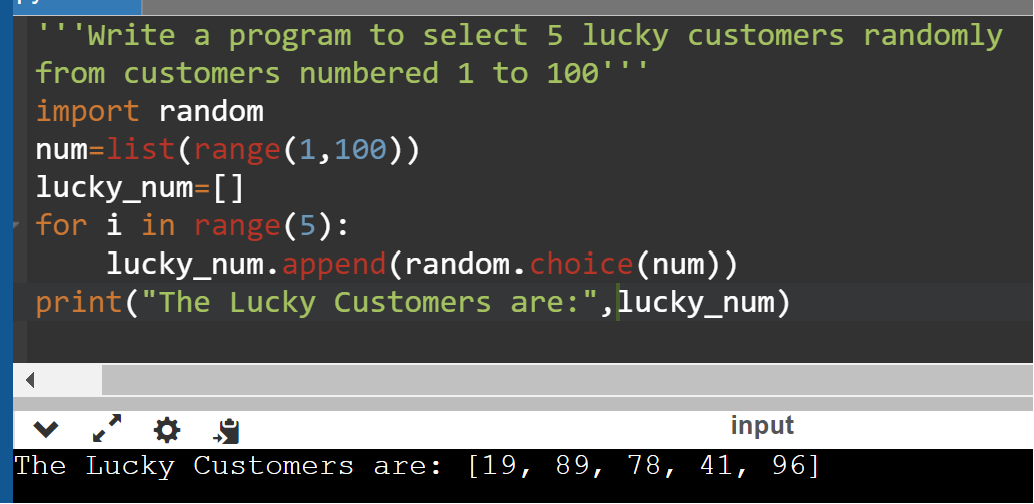 '''Write a program to select 5 lucky customers randomly
from customers numbered 1 to 100'''
import random
num=list(range(1,100))
lucky_num=[]
for i in range(5):
    lucky_num.append(random.choice(num))
print("The Lucky Customers are:",lucky_num)
input
The Lucky Customers are: [19, 89, 78, 41, 96]